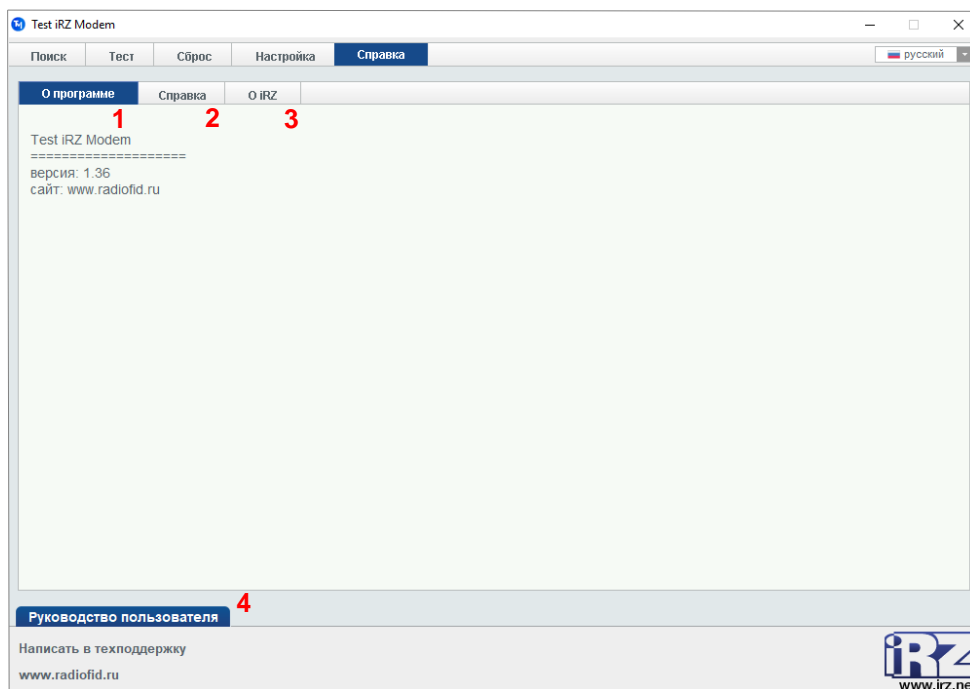 Test iRZ Modem
Поиск Тест Сброс Настройка Справка русский
О программе Справка О iRZ
1 2 3
Test iRZ Modem
====================
версия: 1.36
сайт: www.radiofid.ru
4
Руководство пользователя
Написать в техподдержку
iRZ
www.radiofid.ru
www.irz.ne